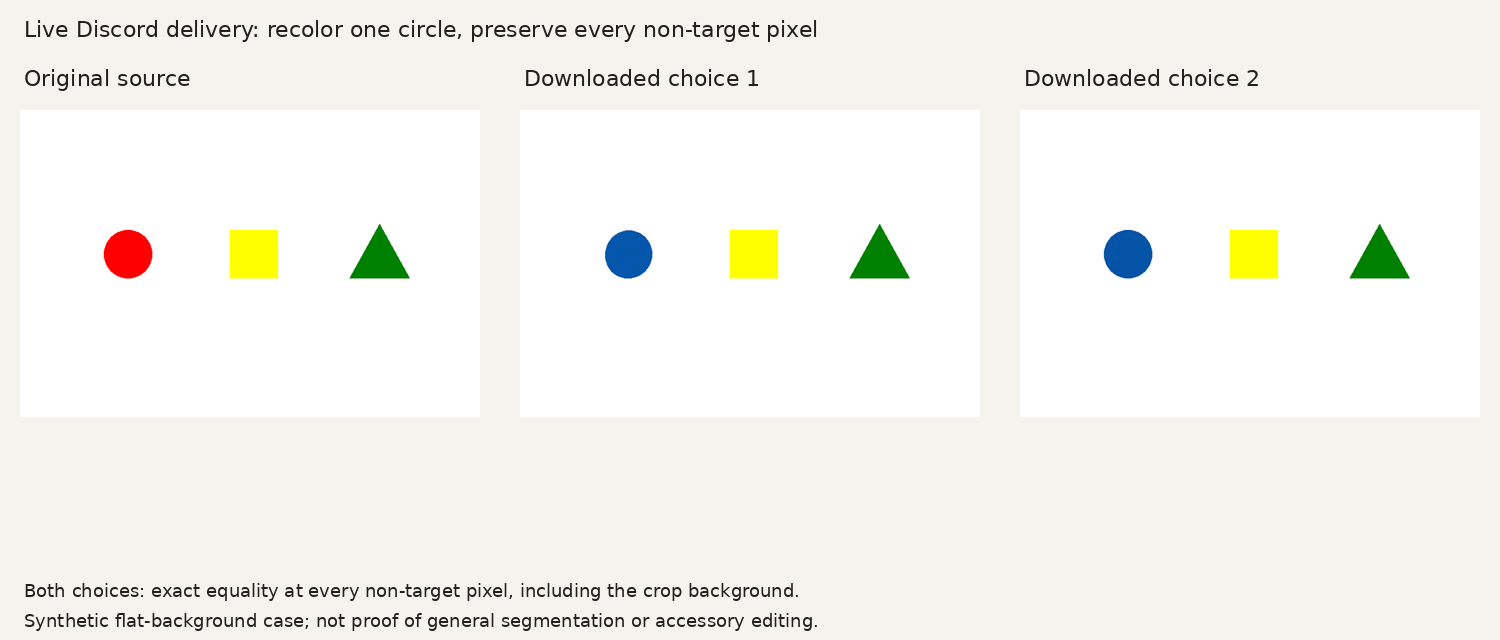 Live Discord delivery: recolor one circle, preserve every non-target pixel
Original source
Downloaded choice 1
Downloaded choice 2
Both choices: exact equality at every non-target pixel, including the crop background.
Synthetic flat-background case; not proof of general segmentation or accessory editing.